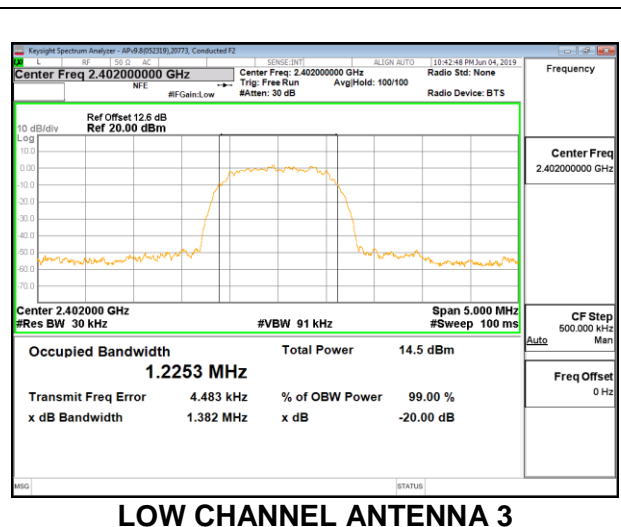 Keysight Spectrum Analyzer - APv9.8(052319),20773, Conducted F2
LXI L RF 50 Ω AC SENSE:INT ALIGN AUTO 10:42:48 PM Jun 04, 2019
Center Freq 2.402000000 GHz Center Freq: 2.402000000 GHz Radio Std: None Frequency
NFE Trig: Free Run Avg|Hold: 100/100
#IFGain:Low #Atten: 30 dB Radio Device: BTS
Ref Offset 12.6 dB
10 dB/div Ref 20.00 dBm
Log
10.0
0.00
-10.0
-20.0
-30.0
-40.0
-50.0
-60.0
-70.0
Center Freq
2.402000000 GHz
Center 2.402000 GHz Span 5.000 MHz
#Res BW 30 kHz #VBW 91 kHz #Sweep 100 ms
CF Step
500.000 kHz
Auto Man
Occupied Bandwidth Total Power 14.5 dBm
1.2253 MHz
Freq Offset
0 Hz
Transmit Freq Error 4.483 kHz % of OBW Power 99.00 %
x dB Bandwidth 1.382 MHz x dB -20.00 dB
MSG STATUS
LOW CHANNEL ANTENNA 3